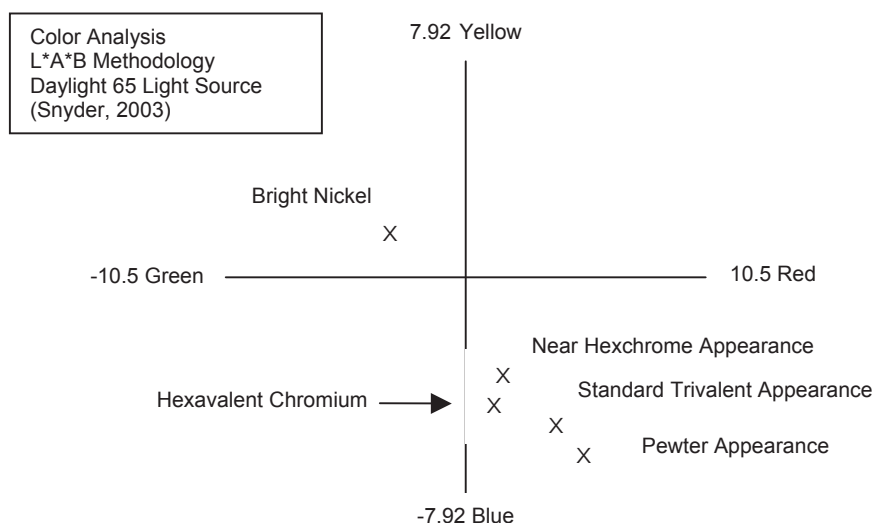 Color Analysis
L*A*B Methodology
Daylight 65 Light Source
(Snyder, 2003)
7.92 Yellow
Bright Nickel
X
-10.5 Green
10.5 Red
Near Hexchrome Appearance
X
Standard Trivalent Appearance
Hexavalent Chromium
X
X
Pewter Appearance
X
-7.92 Blue